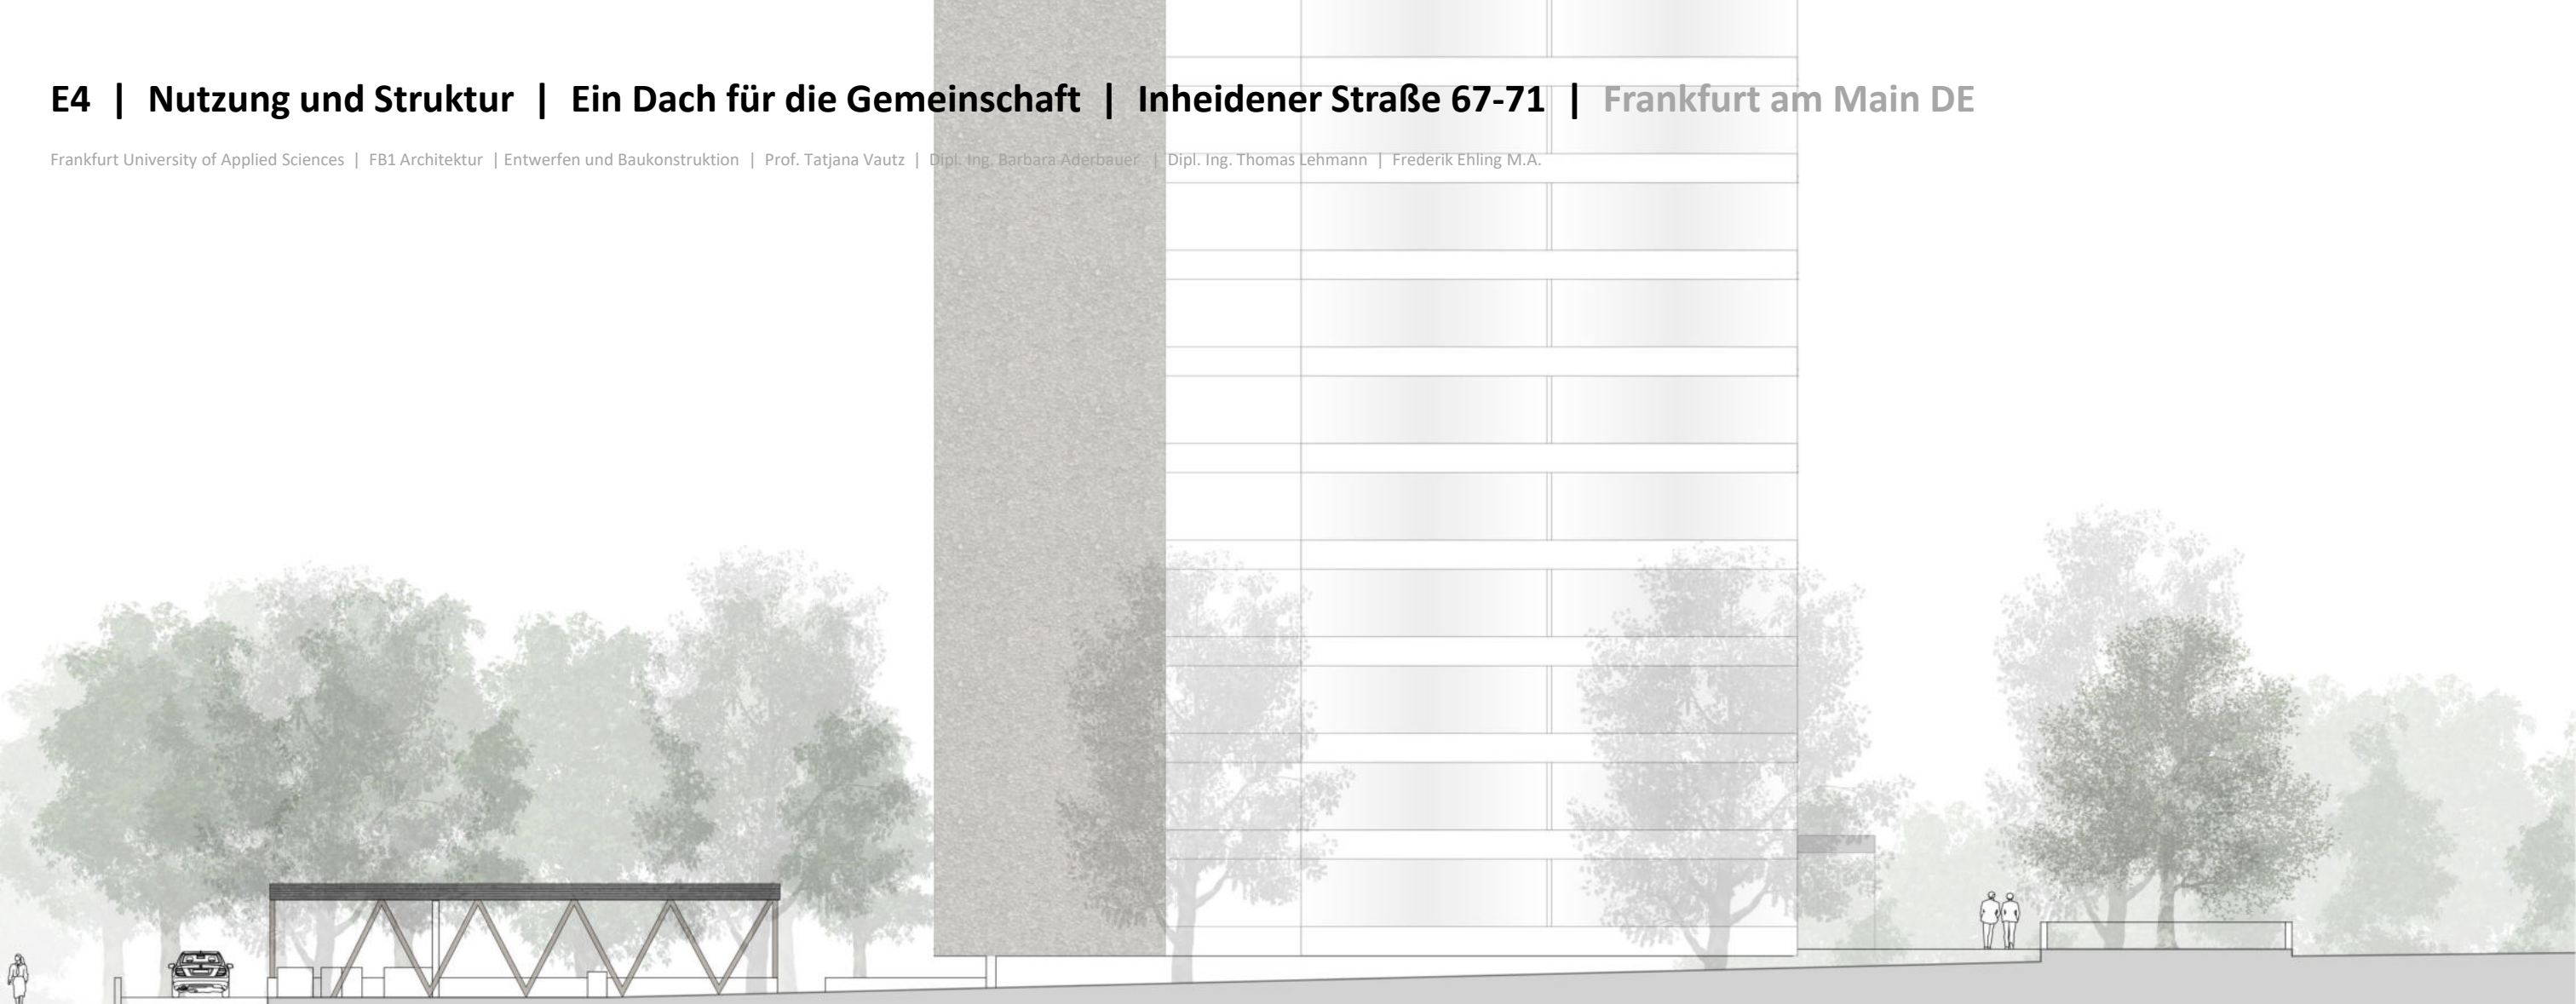 E4 | Nutzung und Struktur | Ein Dach für die Gemeinschaft | Inheidener Straße 67-71 | Frankfurt am Main DE
Frankfurt University of Applied Sciences | FB1 Architektur | Entwerfen und Baukonstruktion | Prof. Tatjana Vautz | Dipl. Ing. Barbara Aderbauer | Dipl. Ing. Thomas Lehmann | Frederik Ehling M.A.